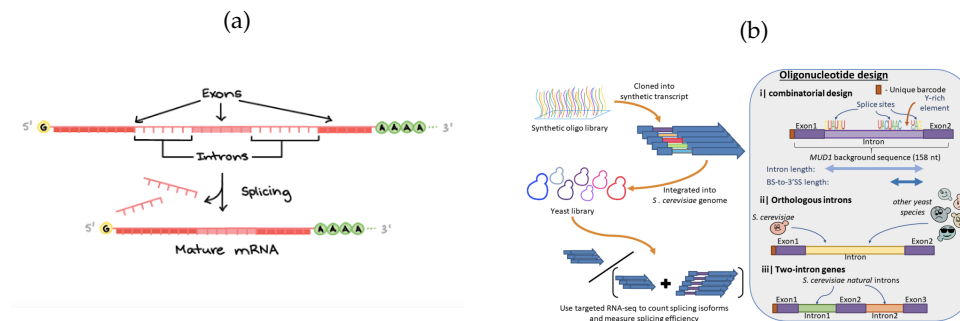 (a)
Exons
5'
G
A A A A ... 3'
Introns
Splicing
5'
G
A A A A ... 3'
Mature mRNA
(b)
Cloned into
synthetic transcript
Synthetic oligo library
Integrated into
S. cerevisiae
genome
Yeast library
Use targeted RNA-seq to count splicing isoforms
and measure splicing efficiency
Oligonucleotide design
i| combinatorial design
- Unique barcode
Splice sites
Y-rich
element
Exon1
Exon2
Intron
MUD1 background sequence (158 nt)
Intron length:
BS-to-3'SS length:
ii| Orthologous introns
S. cerevisiae
other yeast
species
Exon1
Exon2
Intron
iii| Two-intron genes
S. cerevisiae natural introns
Exon1
Exon2
Exon3
Intron1
Intron2